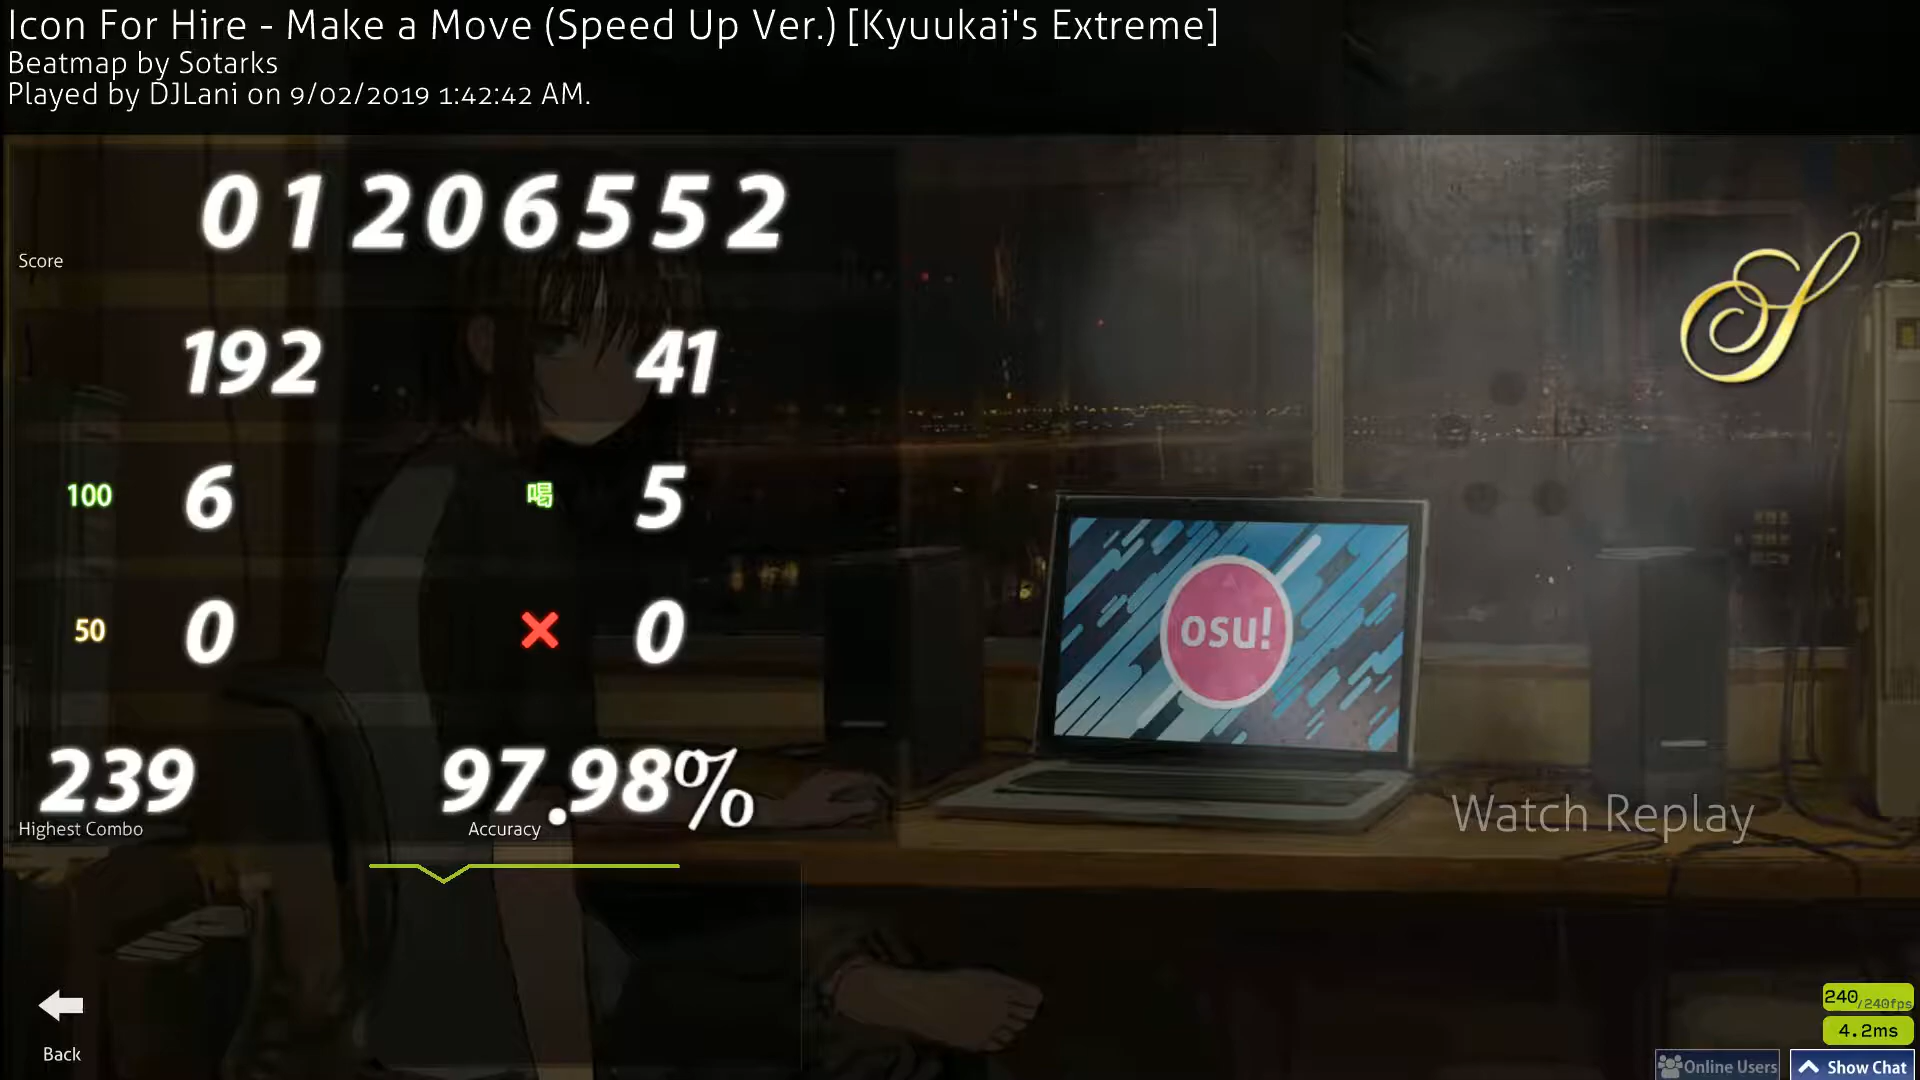 Icon For Hire - Make a Move (Speed Up Ver.) [Kyuukai's Extreme]
Beatmap by Sotarks
Played by DJLani on 9/02/2019 1:42:42 AM.
01206552
Score
192 41
100 6 喝 5
50 0 0
239 97.98%
Highest Combo Accuracy
osu!
Watch Replay
Back
240/240fps
4.2ms
Online Users Show Chat